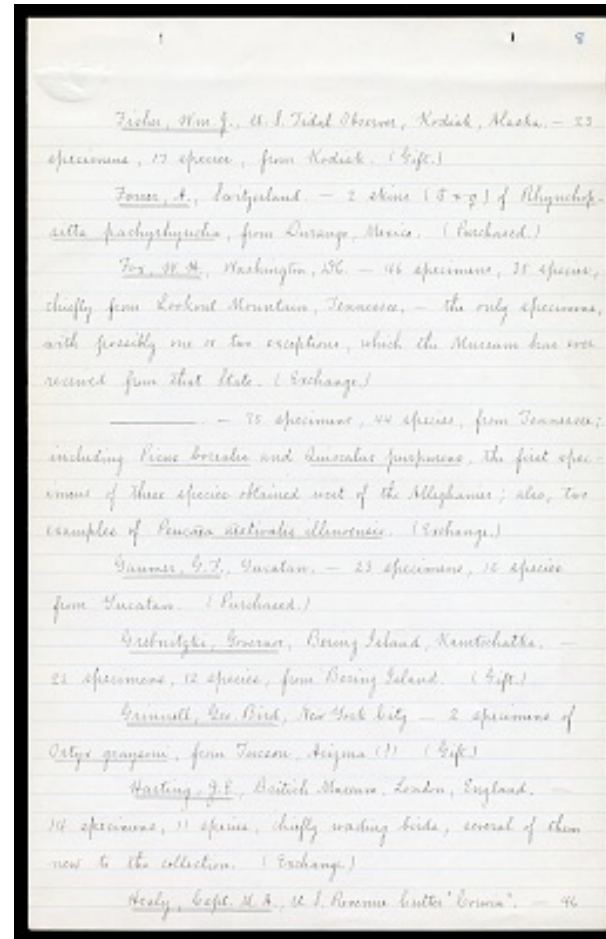 8
Fisher, Wm. J., U. S. Tidal Observer, Kodiak, Alaska. — 23
specimens, 17 species, from Kodiak. (Gift.)
Forrer, A., Switzerland. — 2 skins (♂ + ♀) of Rhynchop-
sitta pachyrhyncha, from Durango, Mexico. (Purchased.)
Fox, W. H., Washington, DC. — 46 specimens, 35 species,
chiefly from Lookout Mountain, Tennessee, — the only specimens,
with possibly one or two exceptions, which the Museum has ever
received from that State. (Exchange.)
———— . — 75 specimens, 44 species, from Tennessee;
including Picus borealis and Quiscalus purpureus, the first spec-
imens of these species obtained west of the Alleghanies; also, two
examples of Peucæa æstivalis illinoensis. (Exchange.)
Gaumer, G. F., Yucatan. — 23 specimens, 12 species
from Yucatan. (Purchased.)
Grebnitzki, Governor, Bering Island, Kamtschatka. —
22 specimens, 12 species, from Bering Island. (Gift.)
Grinnell, Geo. Bird, New York City — 2 specimens of
Ortyx graysoni, from Tucson, Arizona (!) (Gift.)
Harting, J. E., British Museum, London, England. —
specimens, 11 species, chiefly wading birds, several of them
new to the collection. (Exchange.)
Healy, Capt. M. A., U. S. Revenue Cutter "Corwin". — 46